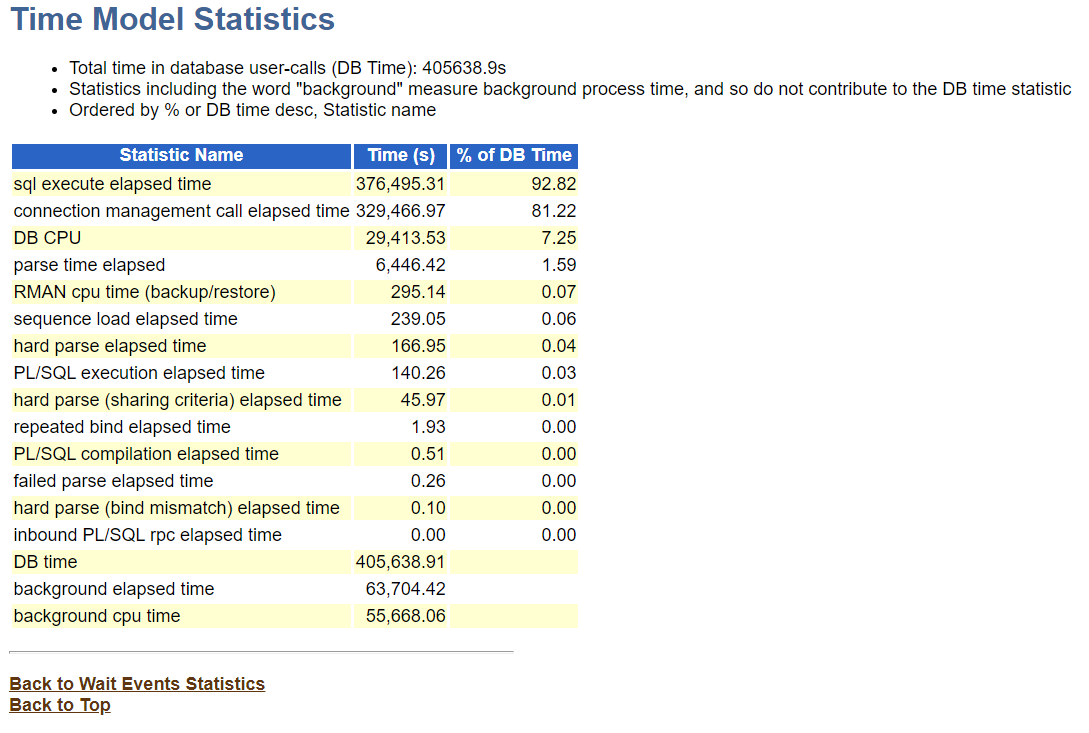 Time Model Statistics
Total time in database user-calls (DB Time): 405638.9s
Statistics including the word "background" measure background process time, and so do not contribute to the DB time statistic
Ordered by % or DB time desc, Statistic name
Statistic Name Time (s) % of DB Time
sql execute elapsed time 376,495.31 92.82
connection management call elapsed time 329,466.97 81.22
DB CPU 29,413.53 7.25
parse time elapsed 6,446.42 1.59
RMAN cpu time (backup/restore) 295.14 0.07
sequence load elapsed time 239.05 0.06
hard parse elapsed time 166.95 0.04
PL/SQL execution elapsed time 140.26 0.03
hard parse (sharing criteria) elapsed time 45.97 0.01
repeated bind elapsed time 1.93 0.00
PL/SQL compilation elapsed time 0.51 0.00
failed parse elapsed time 0.26 0.00
hard parse (bind mismatch) elapsed time 0.10 0.00
inbound PL/SQL rpc elapsed time 0.00 0.00
DB time 405,638.91
background elapsed time 63,704.42
background cpu time 55,668.06
Back to Wait Events Statistics
Back to Top